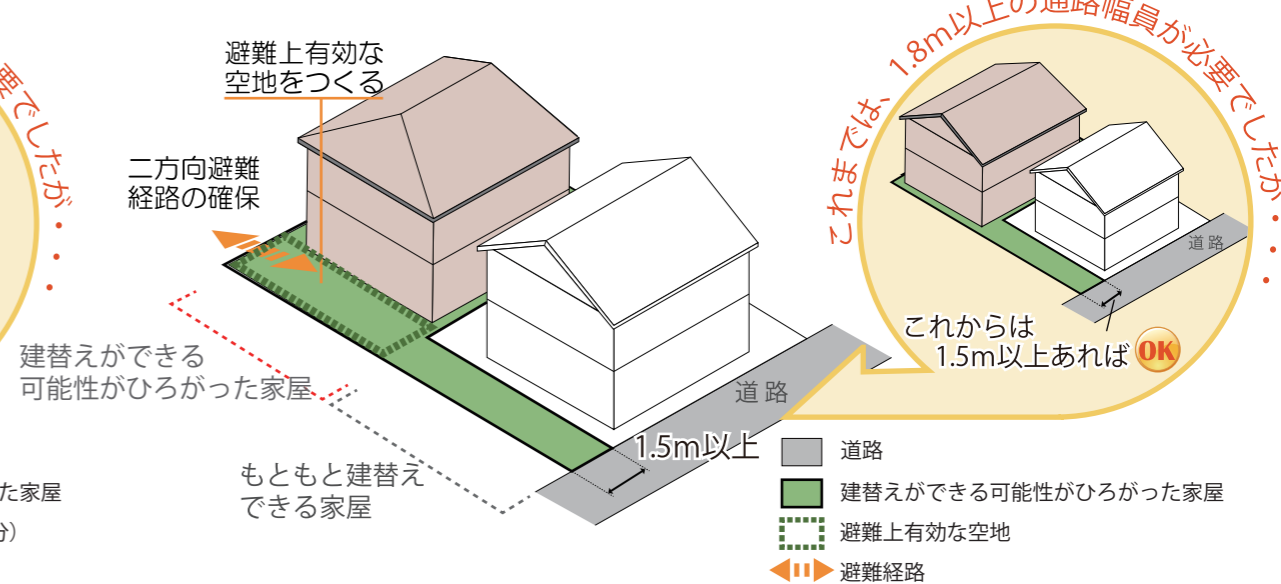 要でしたが・・・
避難上有効な
空地をつくる
二方向避難
経路の確保
建替えができる
可能性がひろがった家屋
もともと建替え
できる家屋
道路
1.5m以上
これまでは、1.8m以上の通路幅員が必要でしたが・・・
道路
これからは
1.5m以上あればOK
た家屋
分）
道路
建替えができる可能性がひろがった家屋
避難上有効な空地
避難経路